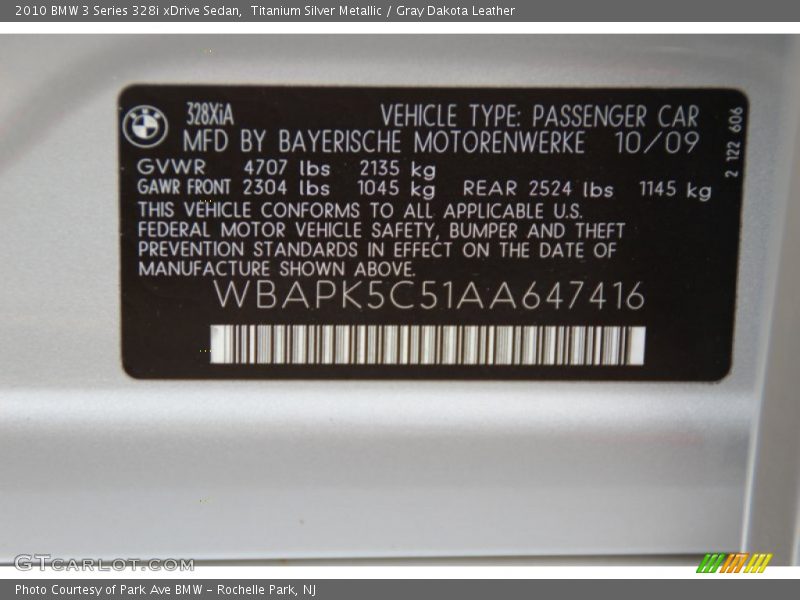 2010 BMW 3 Series 328i xDrive Sedan,  Titanium Silver Metallic / Gray Dakota Leather
328XiA VEHICLE TYPE: PASSENGER CAR
MFD BY BAYERISCHE MOTORENWERKE 10/09
GVWR 4707 lbs 2135 kg
GAWR FRONT 2304 lbs 1045 kg REAR 2524 lbs 1145 kg
THIS VEHICLE CONFORMS TO ALL APPLICABLE U.S.
FEDERAL MOTOR VEHICLE SAFETY, BUMPER AND THEFT
PREVENTION STANDARDS IN EFFECT ON THE DATE OF
MANUFACTURE SHOWN ABOVE.
WBAPK5C51AA647416
2 122 606
BMW
GTCARLOT.COM
Photo Courtesy of Park Ave BMW - Rochelle Park, NJ